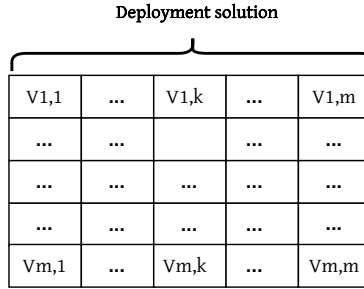 Deployment solution
V1,1 ... V1,k ... V1,m
... ... ...
... ... ... ... ...
... ... ... ... ...
Vm,1 ... Vm,k ... Vm,m